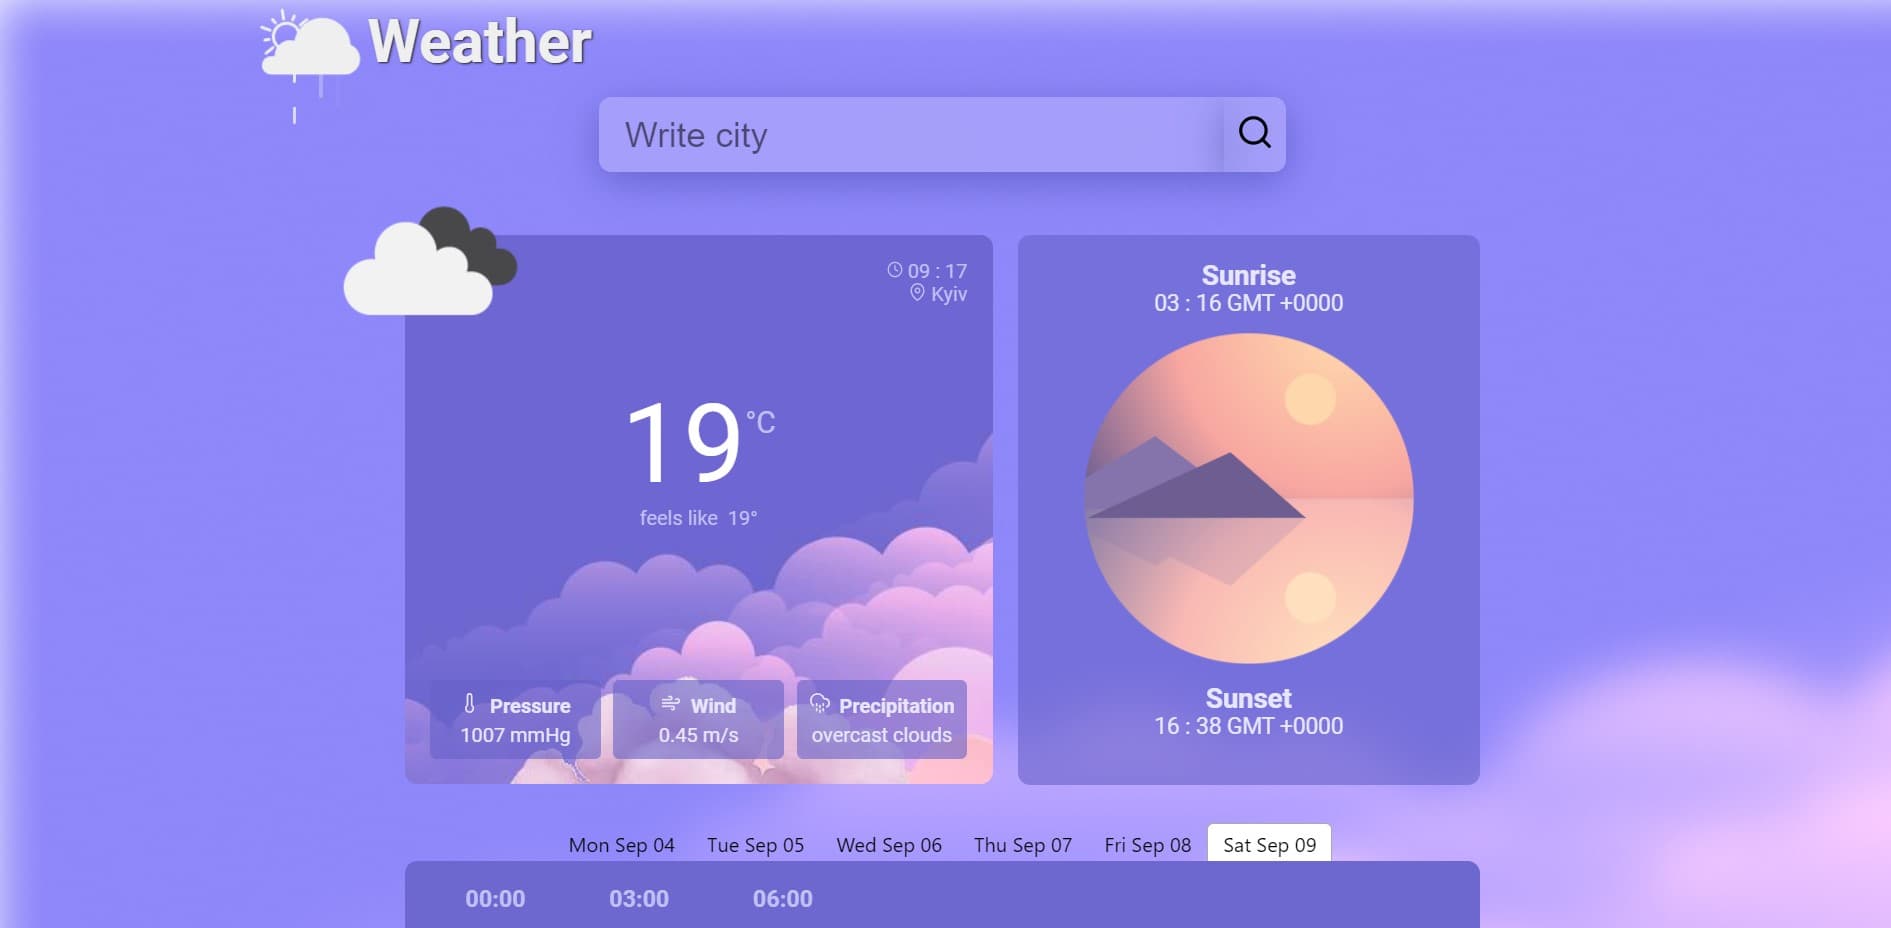 Weather
Write city
09 : 17
Kyiv
19 °C
feels like 19°
Pressure
1007 mmHg
Wind
0.45 m/s
Precipitation
overcast clouds
Sunrise
03 : 16 GMT +0000
Sunset
16 : 38 GMT +0000
Mon Sep 04 Tue Sep 05 Wed Sep 06 Thu Sep 07 Fri Sep 08 Sat Sep 09
00:00 03:00 06:00